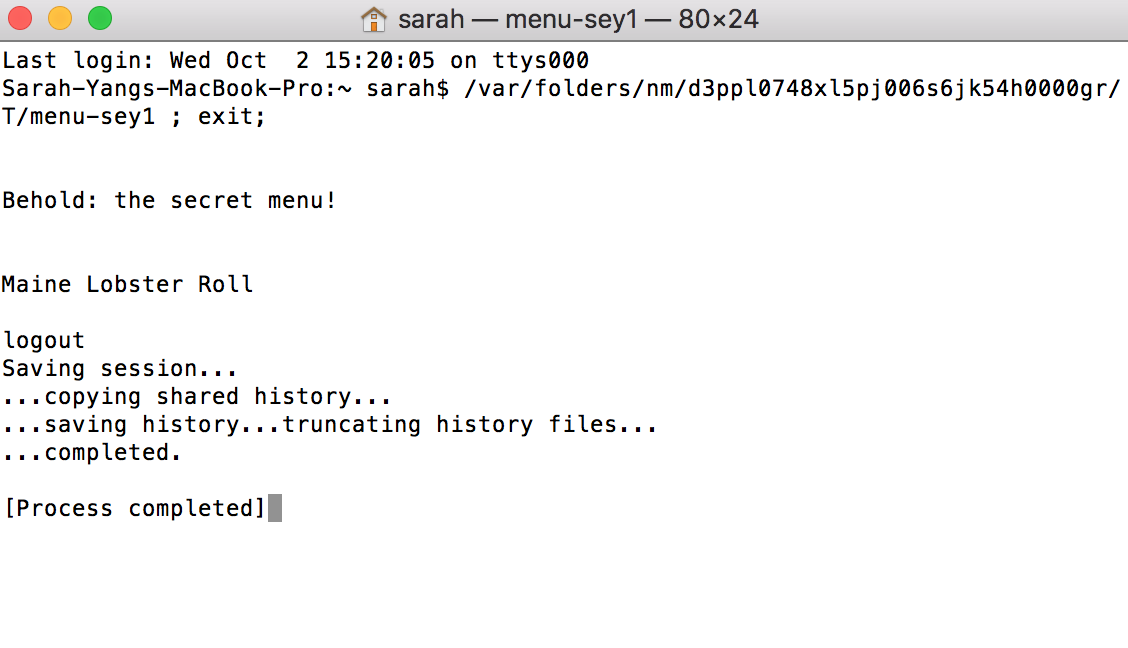 sarah — menu-sey1 — 80×24
Last login: Wed Oct  2 15:20:05 on ttys000
Sarah-Yangs-MacBook-Pro:~ sarah$ /var/folders/nm/d3ppl0748xl5pj006s6jk54h0000gr/
T/menu-sey1 ; exit;
Behold: the secret menu!
Maine Lobster Roll
logout
Saving session...
...copying shared history...
...saving history...truncating history files...
...completed.
[Process completed]